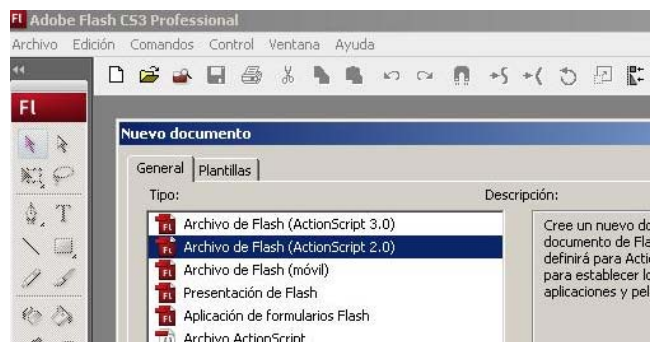 Fl Adobe Flash CS3 Professional
Archivo Edición Comandos Control Ventana Ayuda
Fl
Nuevo documento
General Plantillas
Tipo: Descripción:
Archivo de Flash (ActionScript 3.0)
Archivo de Flash (ActionScript 2.0)
Archivo de Flash (móvil)
Presentación de Flash
Aplicación de formularios Flash
Archivo ActionScript
Cree un nuevo do
documento de Fla
definirá para Acti
para establecer lo
aplicaciones y pel